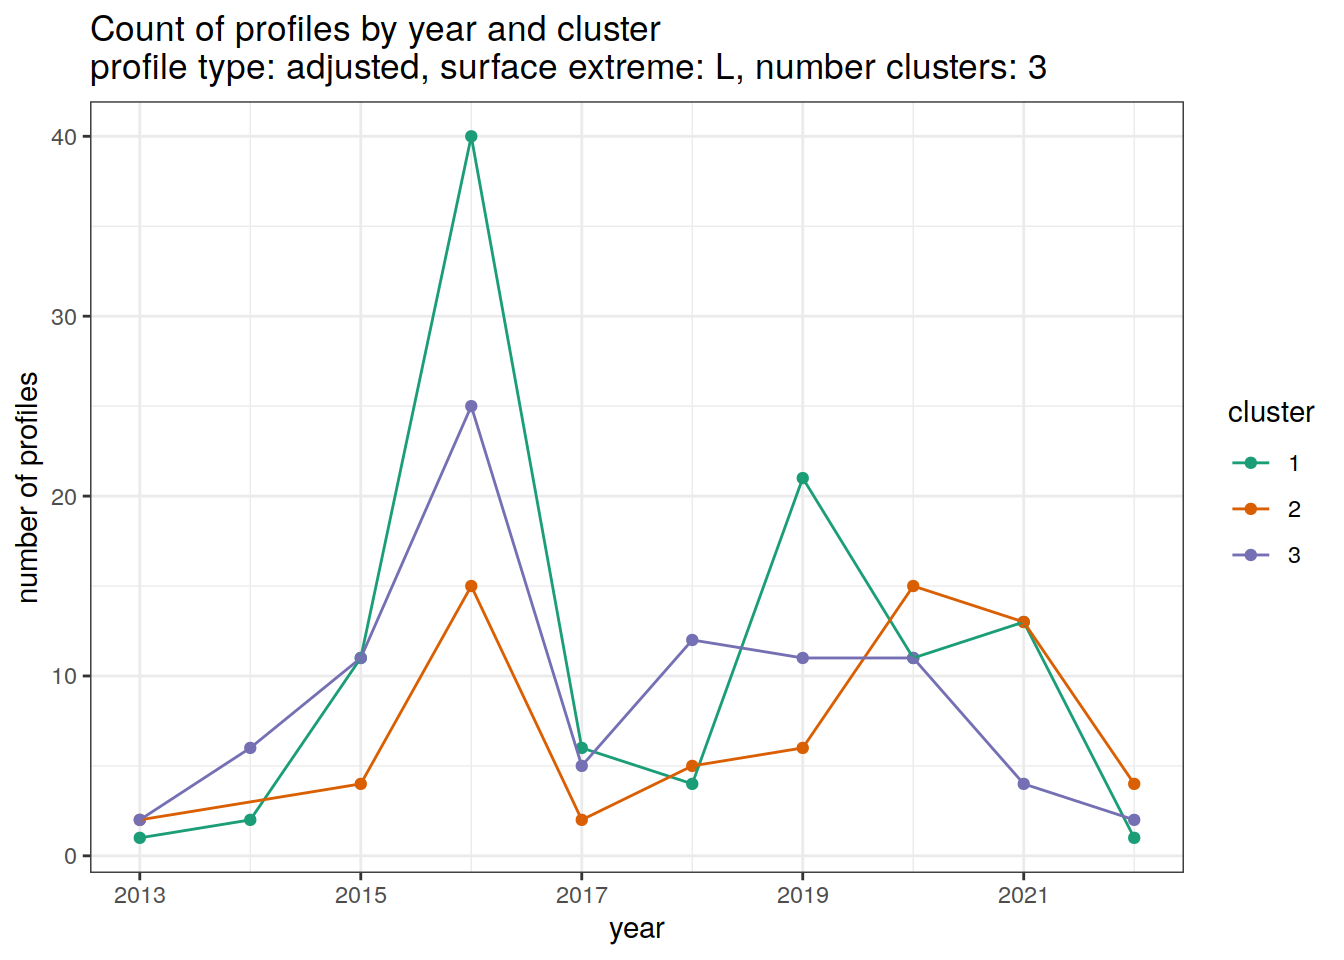 Count of profiles by year and cluster
profile type: adjusted, surface extreme: L, number clusters: 3
40
30
20
10
0
number of profiles
2013 2015 2017 2019 2021
year
cluster
1
2
3